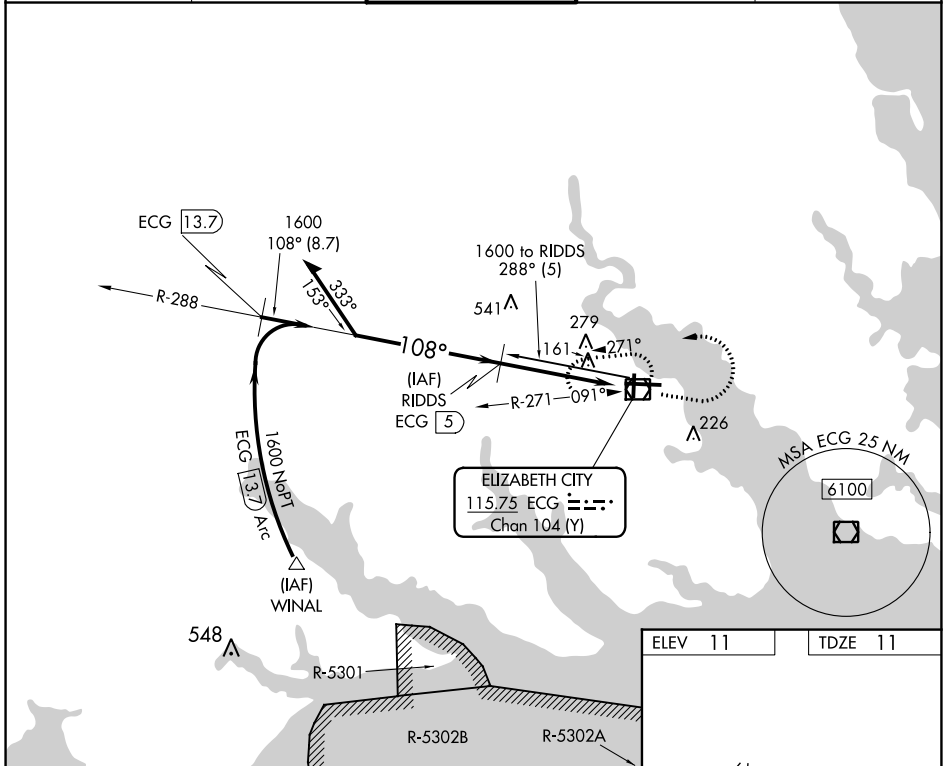 ECG 13.7
1600
108° (8.7)
R-288
333°
153°
1600 to RIDDS
288° (5)
541
279
161
271°
108°
(IAF)
RIDDS
ECG 5
R-271
091°
226
ECG 13.7 Arc
1600 NoPT
ELIZABETH CITY
115.75 ECG
Chan 104 (Y)
MSA ECG 25 NM
6100
(IAF)
WINAL
548
R-5301
R-5302B
R-5302A
ELEV 11
TDZE 11